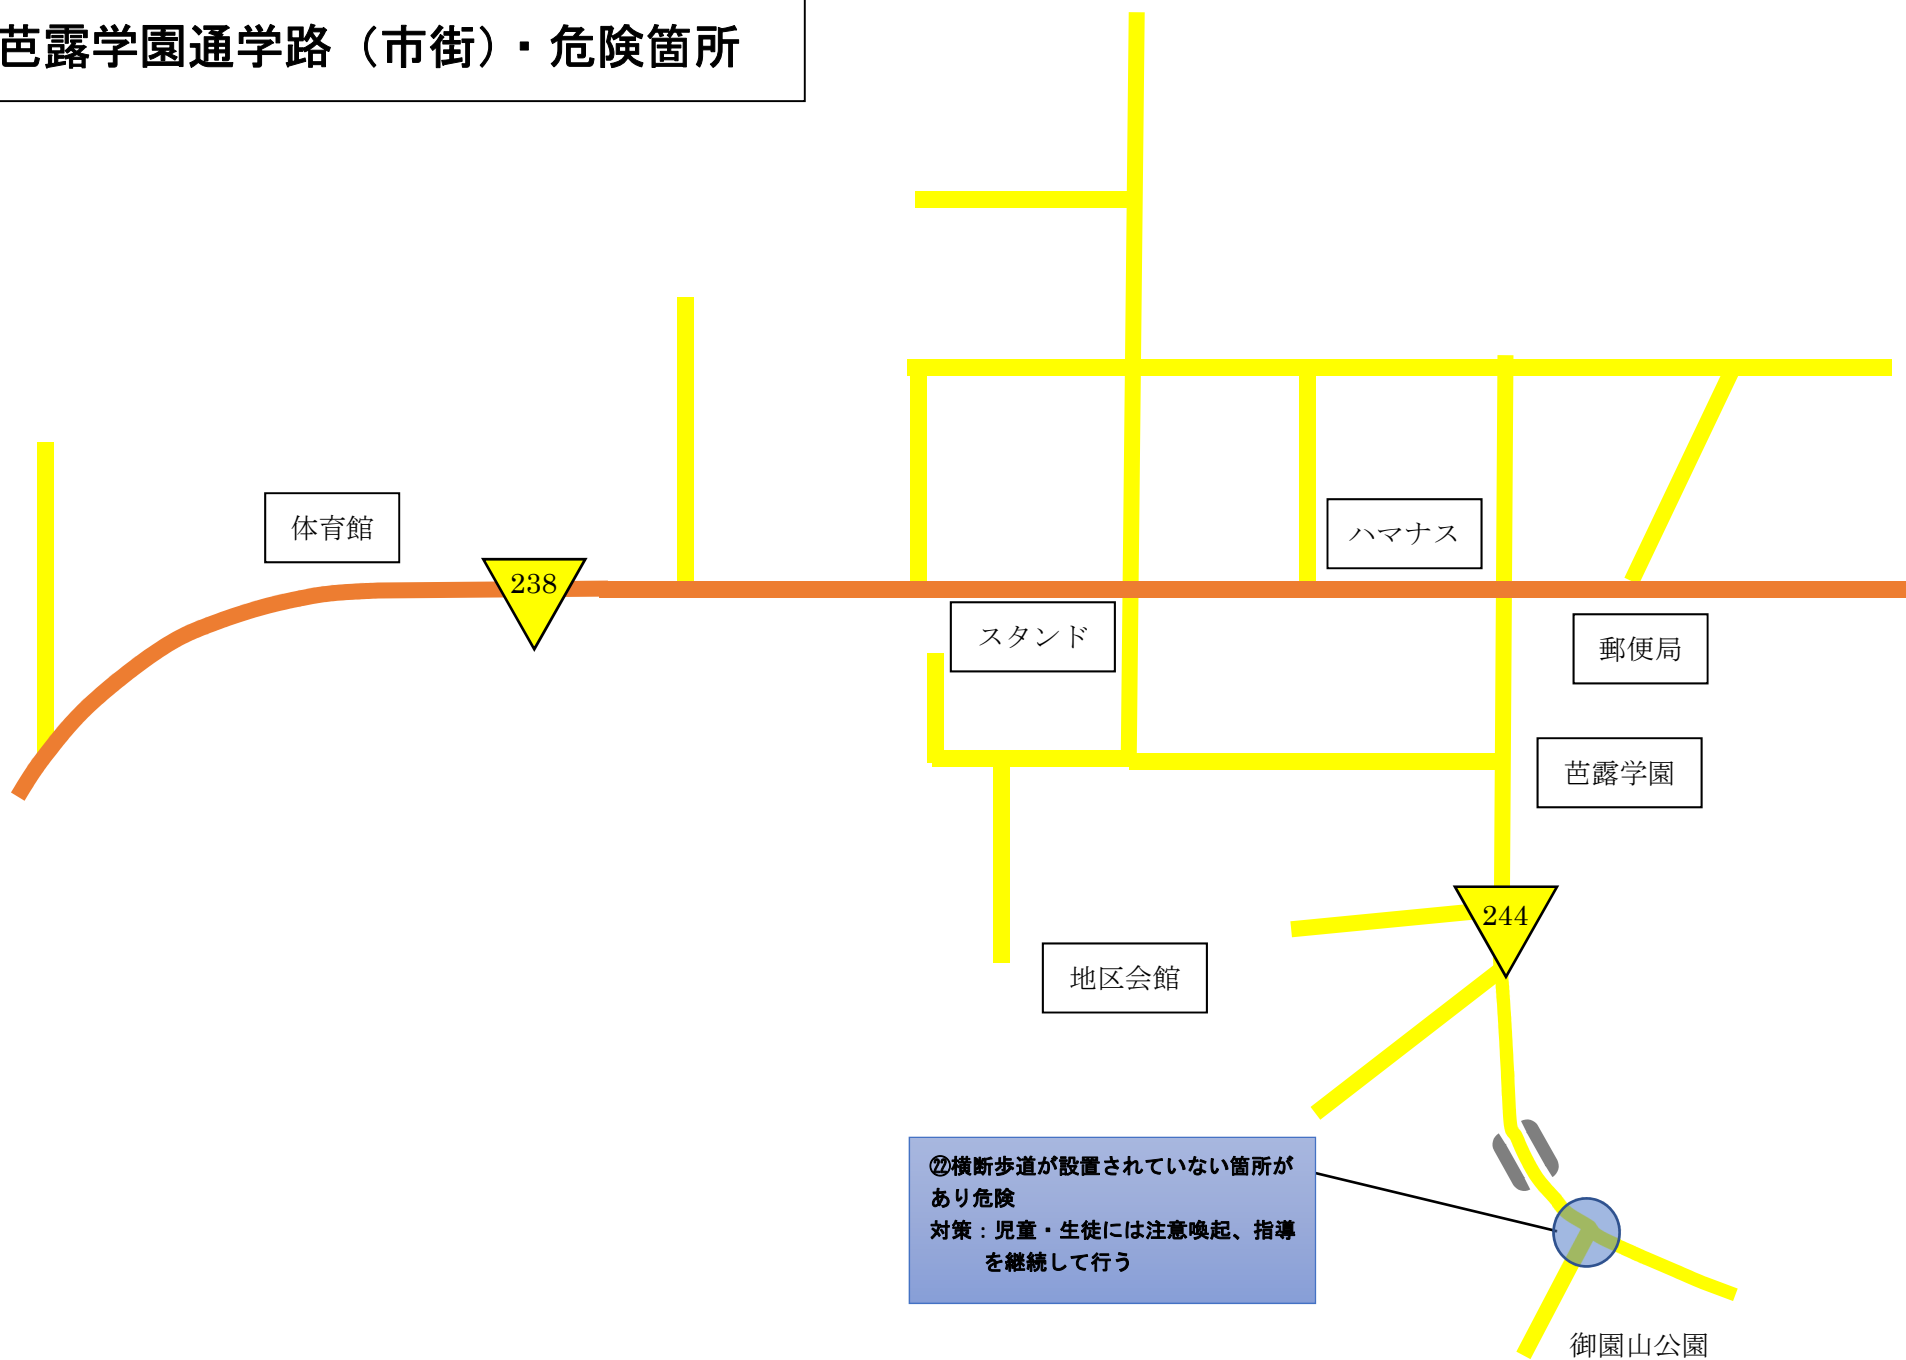 芭露学園通学路（市街）・危険箇所
体育館
ハマナス
238
スタンド
郵便局
芭露学園
244
地区会館
㉒横断歩道が設置されていない箇所が
あり危険
対策：児童・生徒には注意喚起、指導
を継続して行う
御園山公園